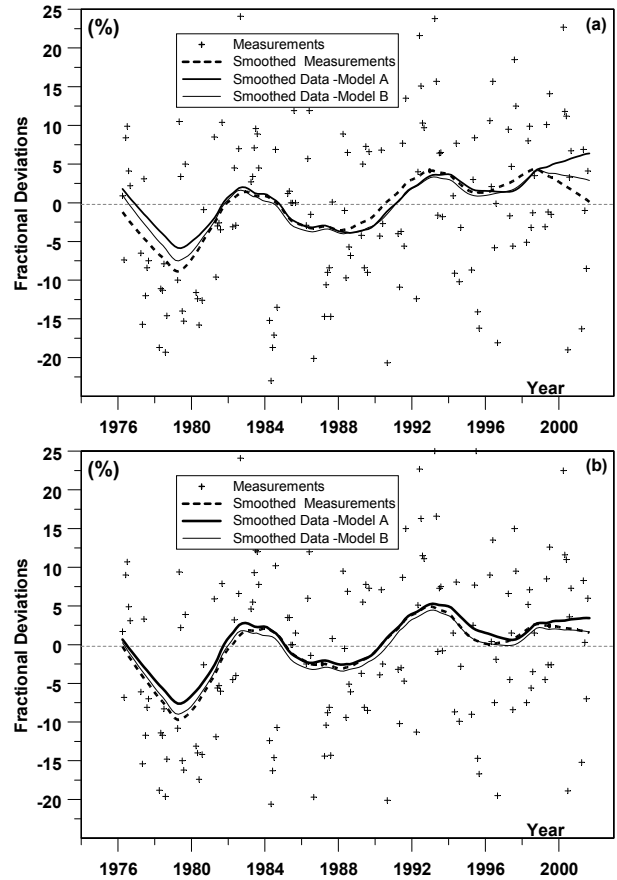 (%)
(a)
Measurements
Smoothed Measurements
Smoothed Data -Model A
Smoothed Data -Model B
Fractional Deviations
25
20
15
10
5
0
-5
-10
-15
-20
Year
1976 1980 1984 1988 1992 1996 2000
(%)
(b)
Measurements
Smoothed Measurements
Smoothed Data -Model A
Smoothed Data -Model B
Fractional Deviations
25
20
15
10
5
0
-5
-10
-15
-20
Year
1976 1980 1984 1988 1992 1996 2000